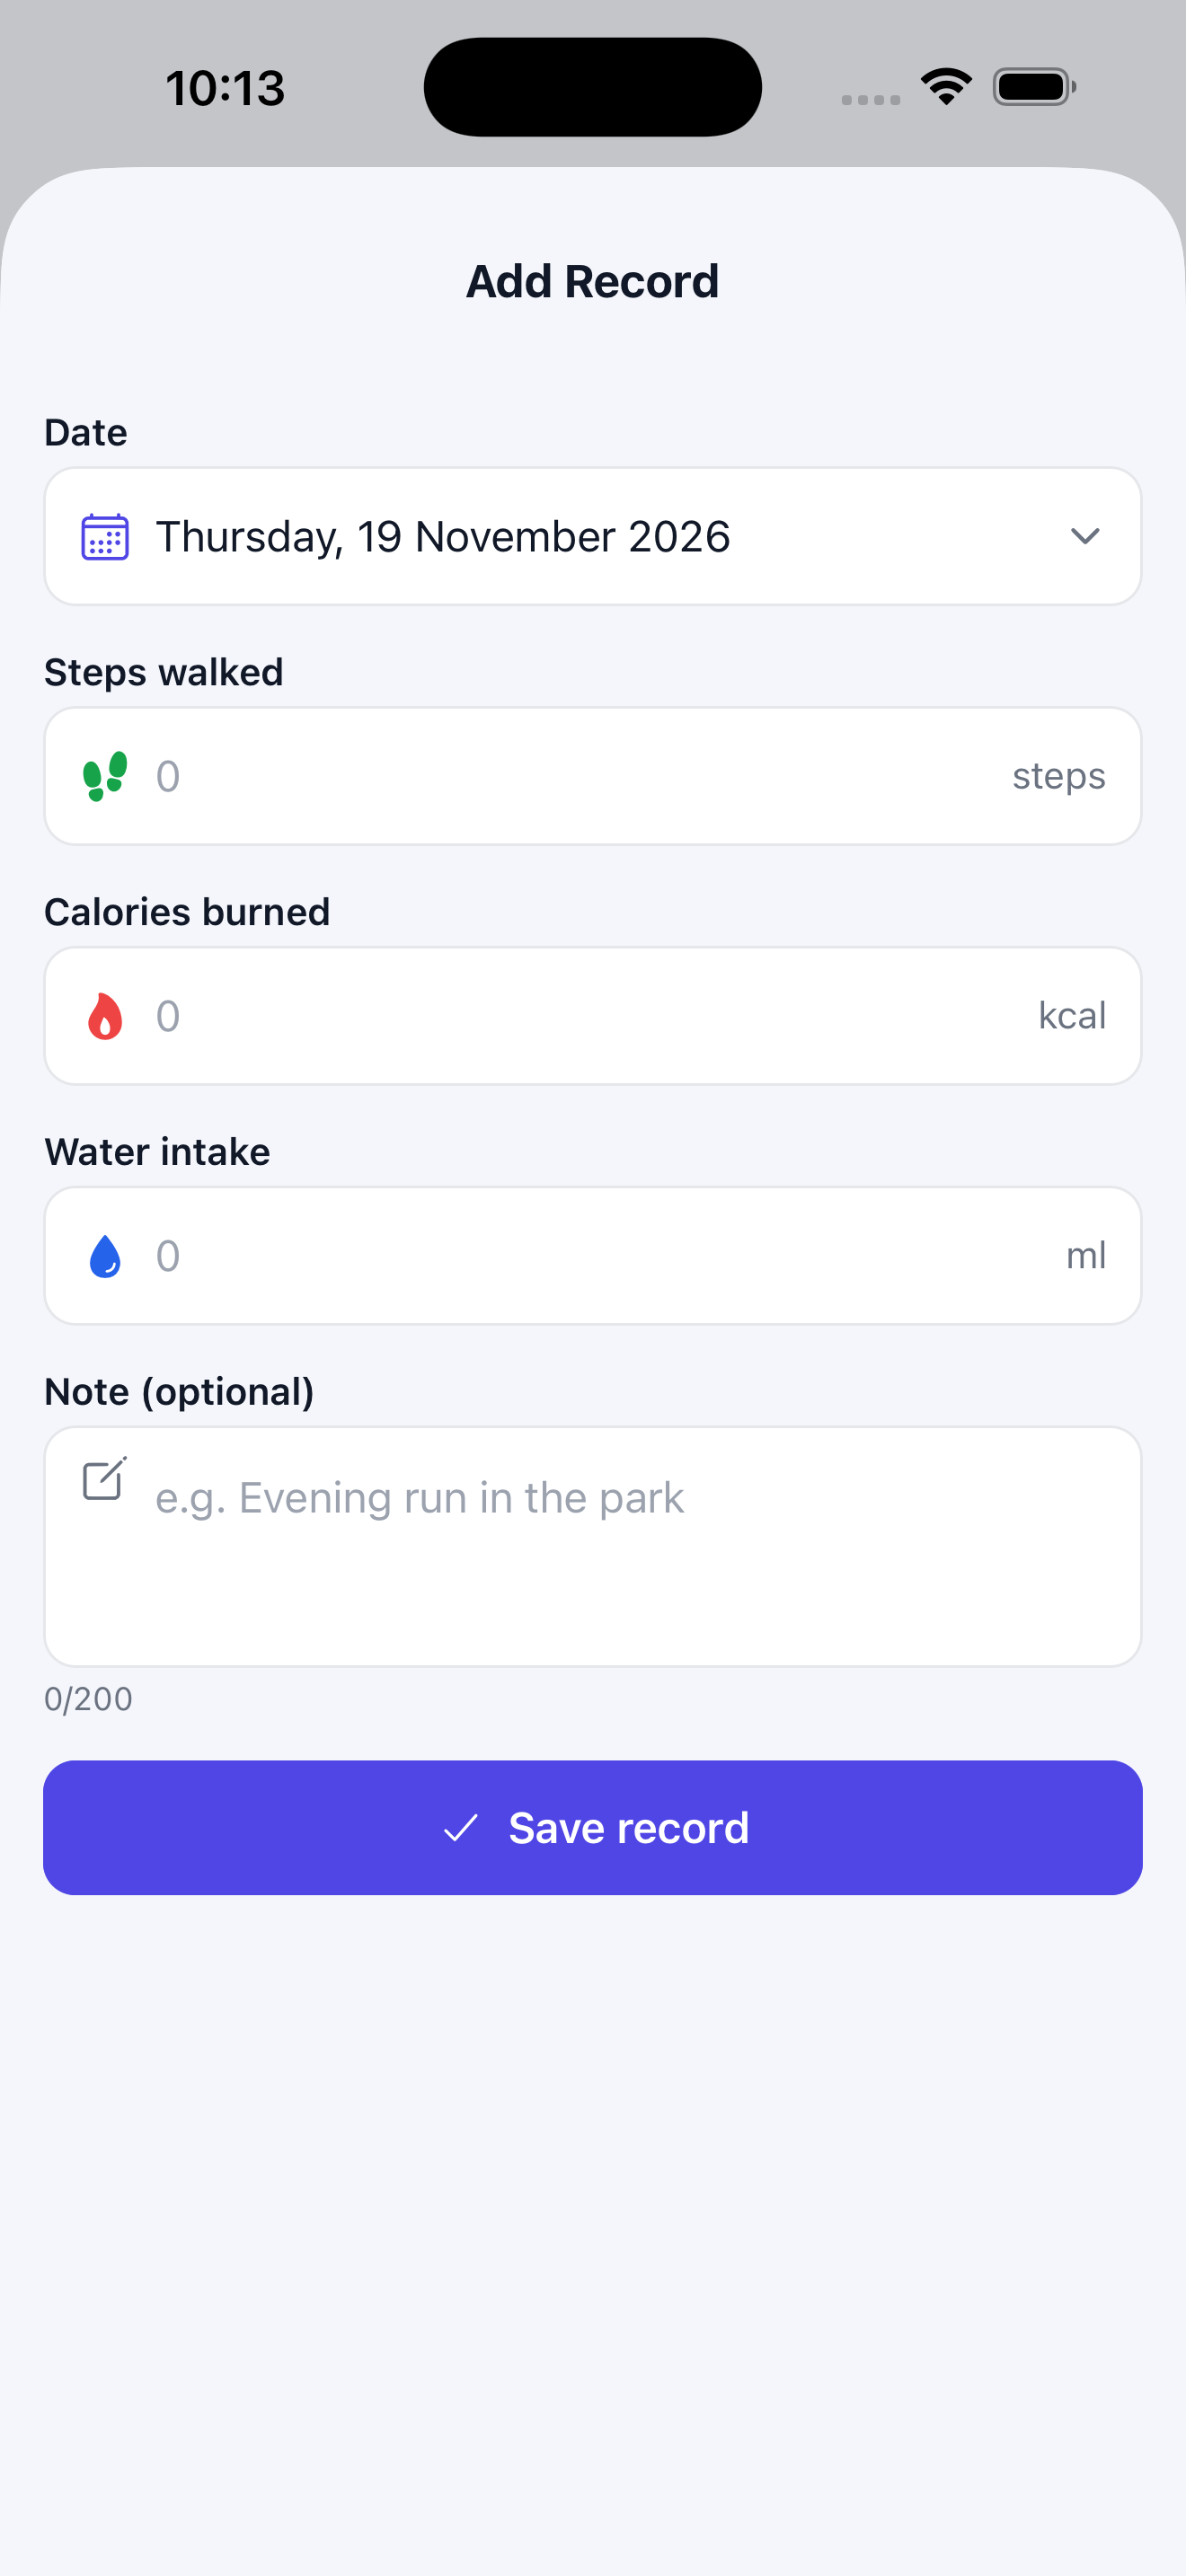 10:13
Add Record
Date
Thursday, 19 November 2026
Steps walked
0 steps
Calories burned
0 kcal
Water intake
0 ml
Note (optional)
e.g. Evening run in the park
0/200
Save record